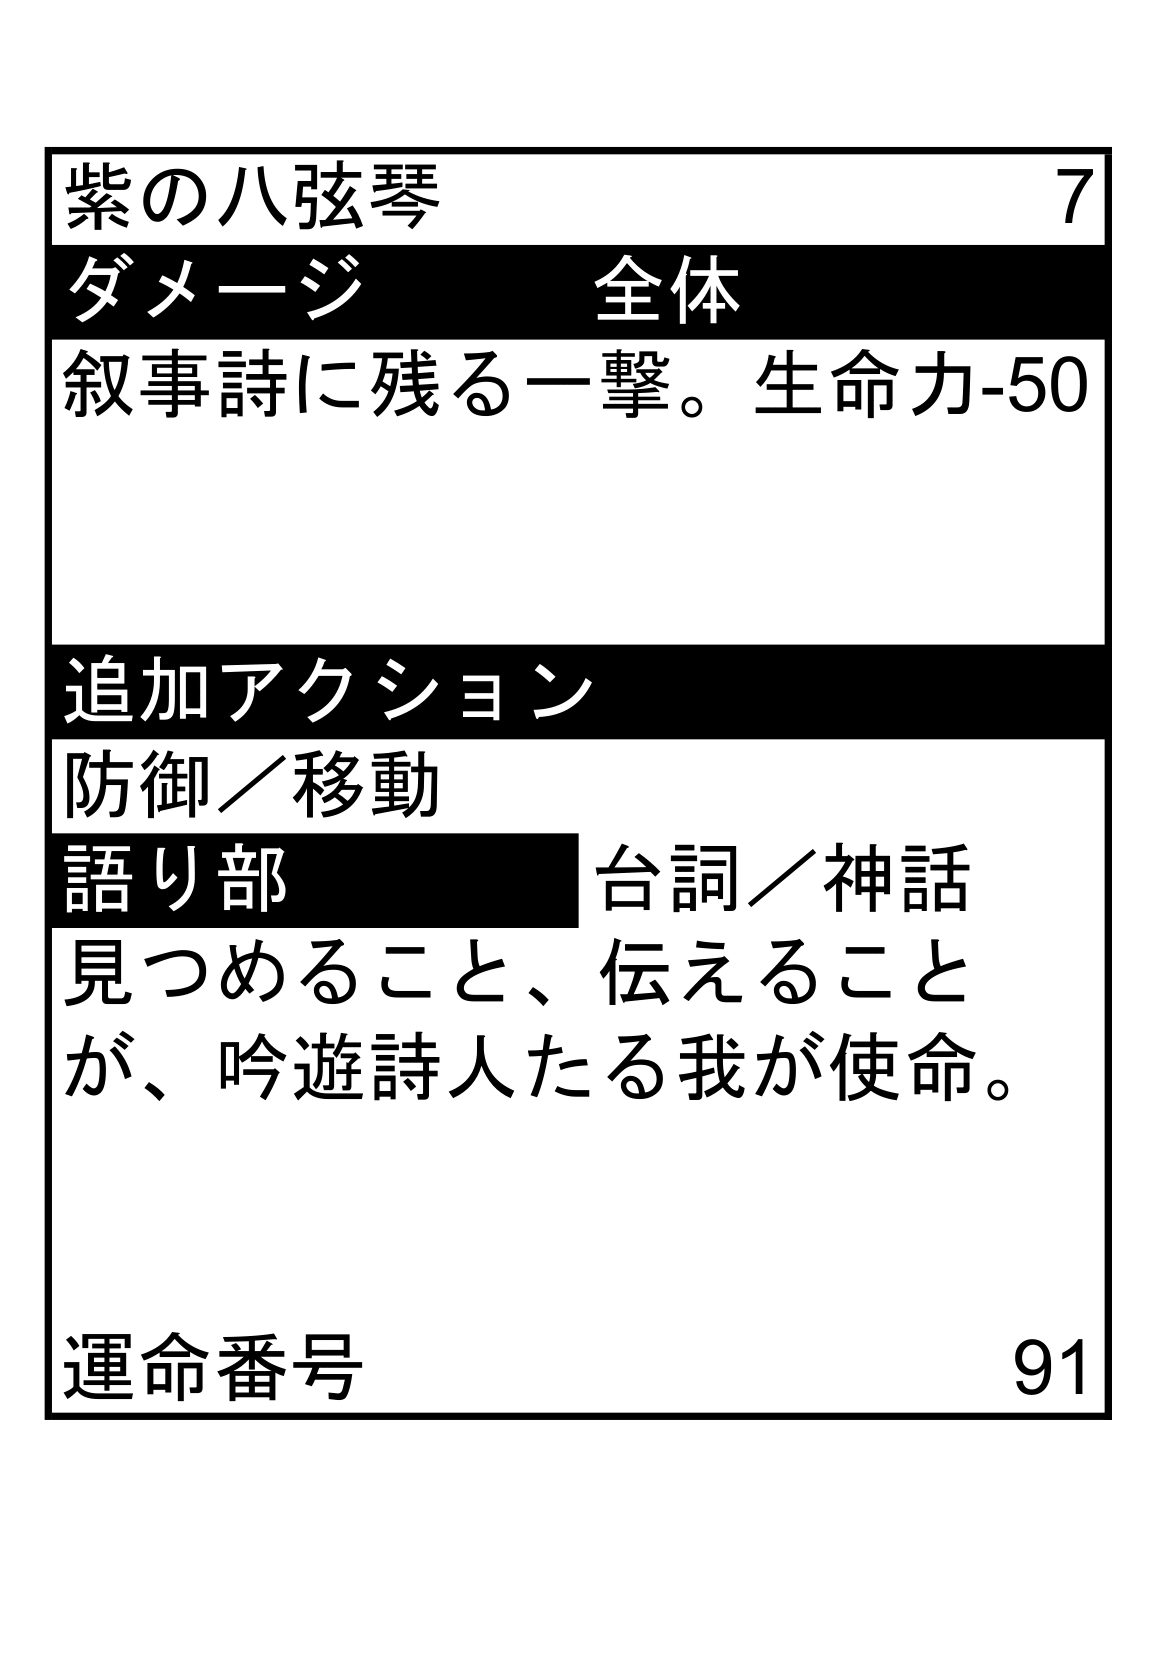 紫の八弦琴 7
ダメージ 全体
叙事詩に残る一撃。生命力-50
追加アクション
防御／移動
語り部 台詞／神話
見つめること、伝えること
が、吟遊詩人たる我が使命。
運命番号 91